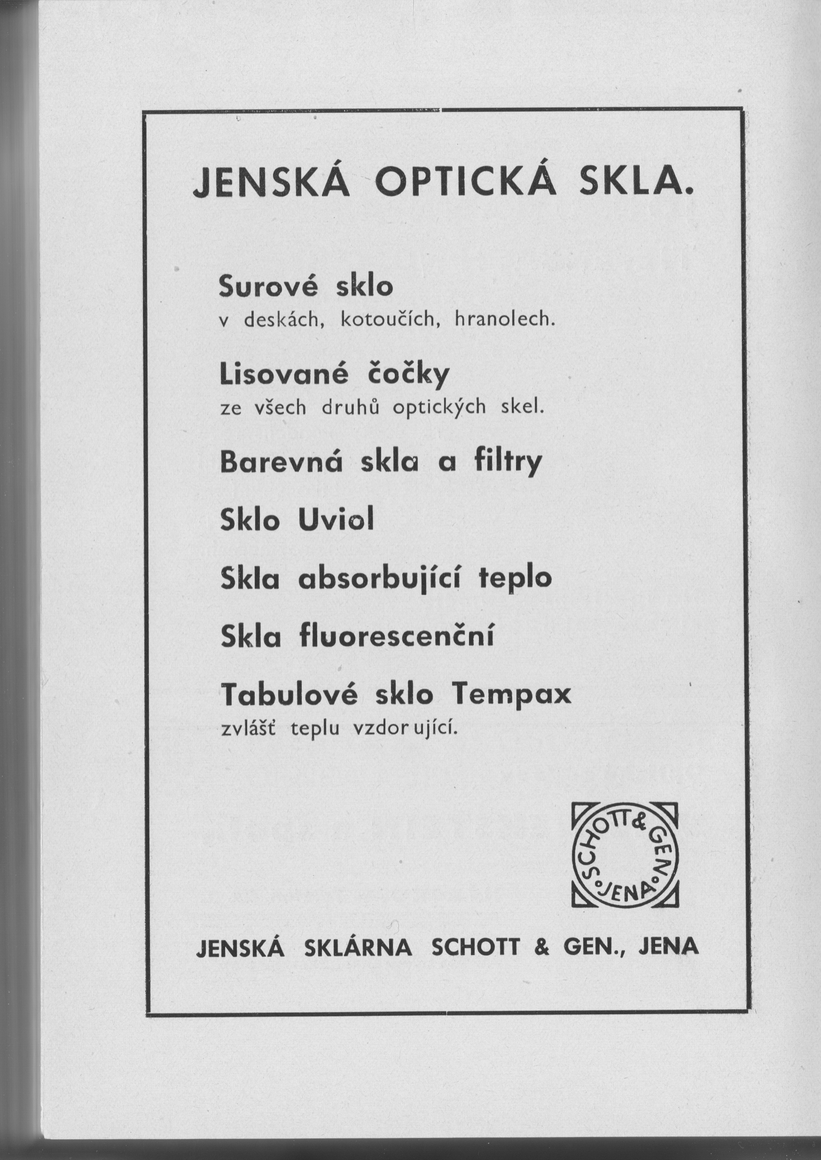 JENSKÁ OPTICKÁ SKLA.
Surové sklo
v deskách, kotoučích, hranolech.
Lisované čočky
ze všech druhů optických skel.
Barevná skla a filtry
Sklo Uviol
Skla absorbující teplo
Skla fluorescenční
Tabulové sklo Tempax
zvlášť teplu vzdorující.
SCHOTT & GEN.
JENA
JENSKÁ SKLÁRNA SCHOTT & GEN., JENA